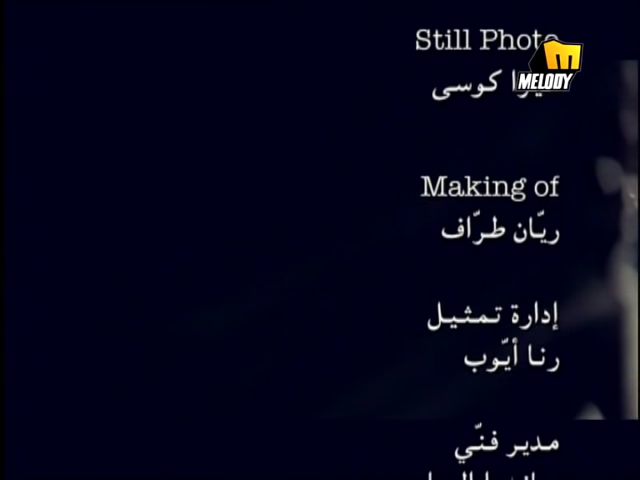 Still Photo
MELODY
كوسى
Making of
ريّان طرّاف
إدارة تمثيل
رنا أيّوب
مدير فنّي